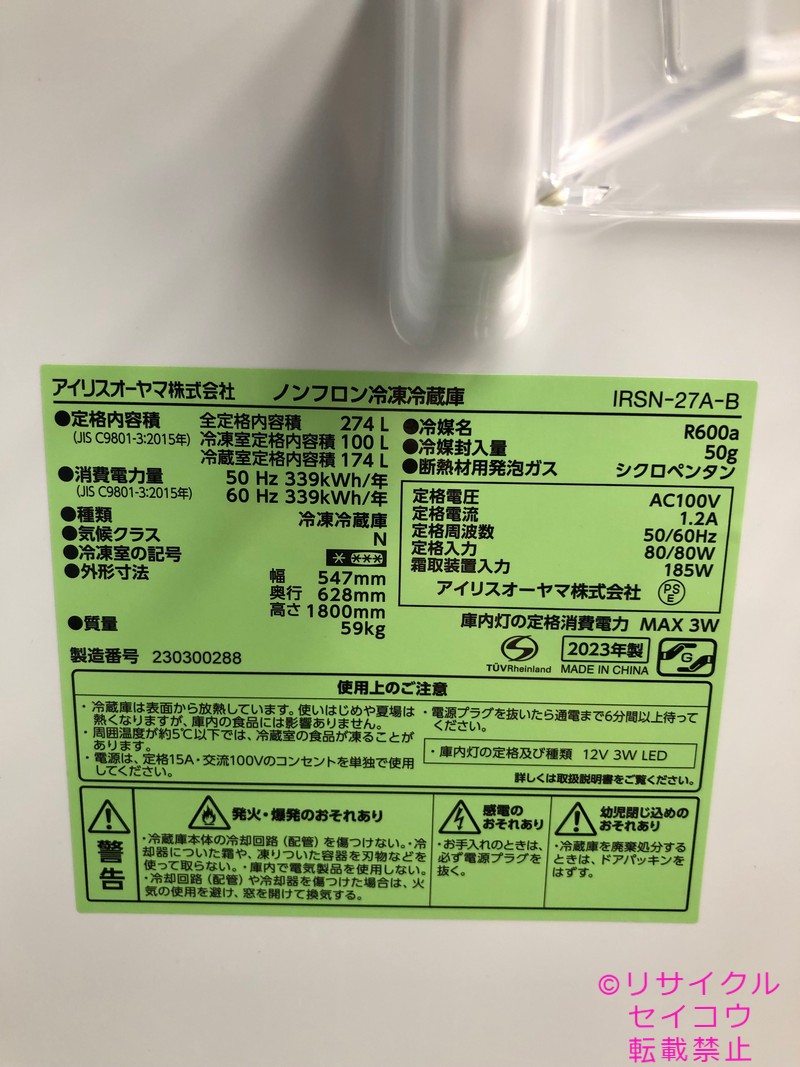 アイリスオーヤマ株式会社 ノンフロン冷凍冷蔵庫 IRSN-27A-B
●定格内容積 全定格内容積 274 L
(JIS C9801-3:2015年) 冷凍室定格内容積 100 L
冷蔵室定格内容積 174 L
●消費電力量 50 Hz 339kWh/年
(JIS C9801-3:2015年) 60 Hz 339kWh/年
●種類 冷凍冷蔵庫
●気候クラス N
●冷凍室の記号
●外形寸法 幅 547mm
奥行 628mm
高さ 1800mm
●質量 59kg
製造番号 230300288
●冷媒名 R600a
●冷媒封入量 50g
●断熱材用発泡ガス シクロペンタン
定格電圧 AC100V
定格電流 1.2A
定格周波数 50/60Hz
定格入力 80/80W
霜取装置入力 185W
アイリスオーヤマ株式会社 PSE
庫内灯の定格消費電力 MAX 3W
TÜVRheinland 2023年製 MADE IN CHINA G
使用上のご注意
・冷蔵庫は表面から放熱しています。使いはじめや夏場は
熱くなりますが、庫内の食品には影響ありません。
・周囲温度が約5℃以下では、冷蔵室の食品が凍ることが
あります。
・電源は、定格15A・交流100Vのコンセントを単独で使用
してください。
・電源プラグを抜いたら通電まで6分間以上待って
ください。
・庫内灯の定格及び種類 12V 3W LED
詳しくは取扱説明書をご覧ください。
警告
発火・爆発のおそれあり
・冷蔵庫本体の冷却回路(配管)を傷つけない。・冷
却器についた霜や、凍りついた容器を刃物などを
使って取らない。・庫内で電気製品を使用しない。
・冷却回路(配管)や冷却器を傷つけた場合は、火
気の使用を避け、窓を開けて換気する。
感電の
おそれあり
・お手入れのときは、
必ず電源プラグを
抜く。
幼児閉じ込めの
おそれあり
・冷蔵庫を廃棄処分する
ときは、ドアパッキンを
はずす。
©リサイクル
セイコウ
転載禁止